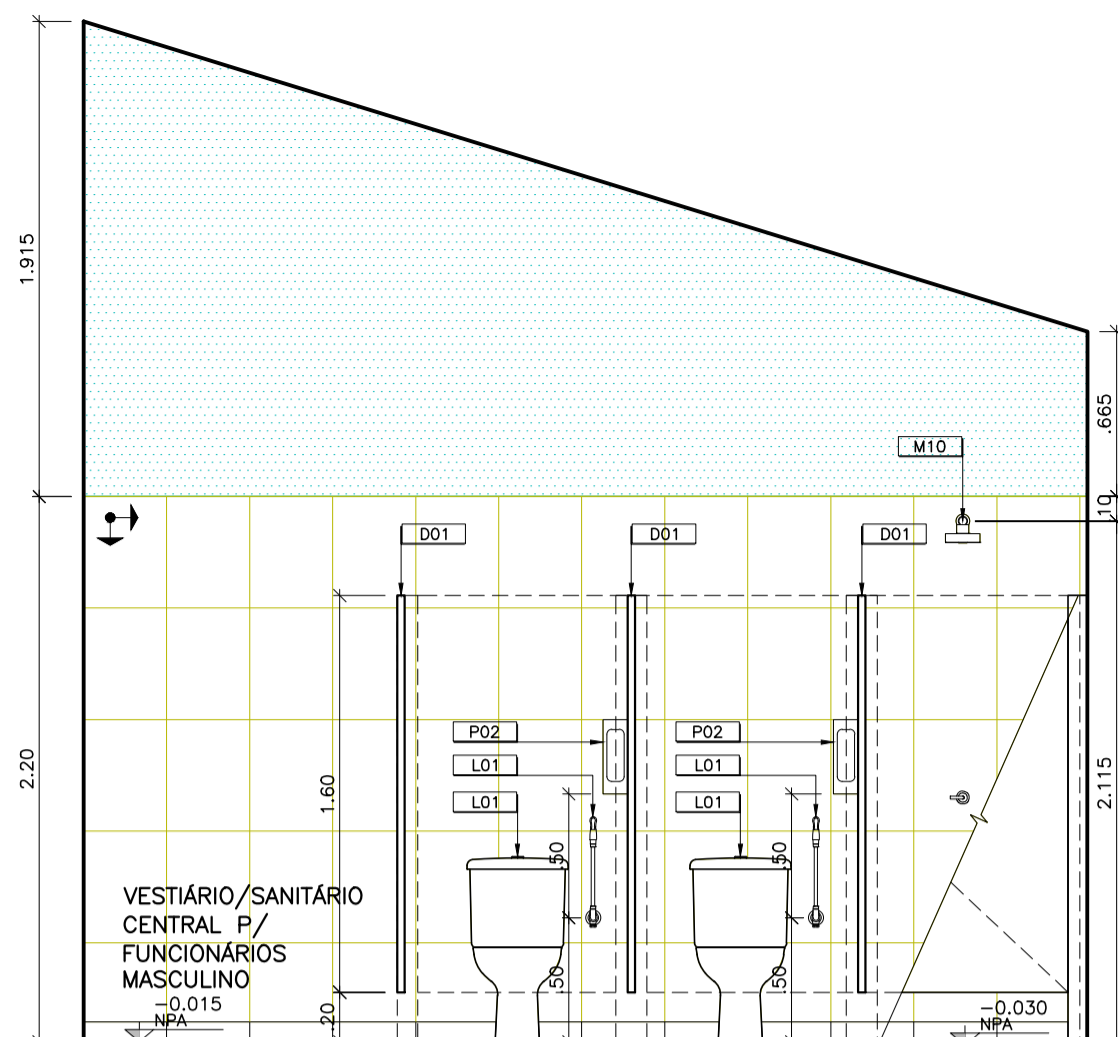 1.915
.665
M10
.10
D01
D01
D01
2.20
1.60
P02
P02
L01
L01
L01
L01
2.115
.50
.50
VESTIÁRIO/SANITÁRIO
CENTRAL P/
FUNCIONÁRIOS
MASCULINO
-0.015
NPA
.20
.50
.50
-0.030
NPA